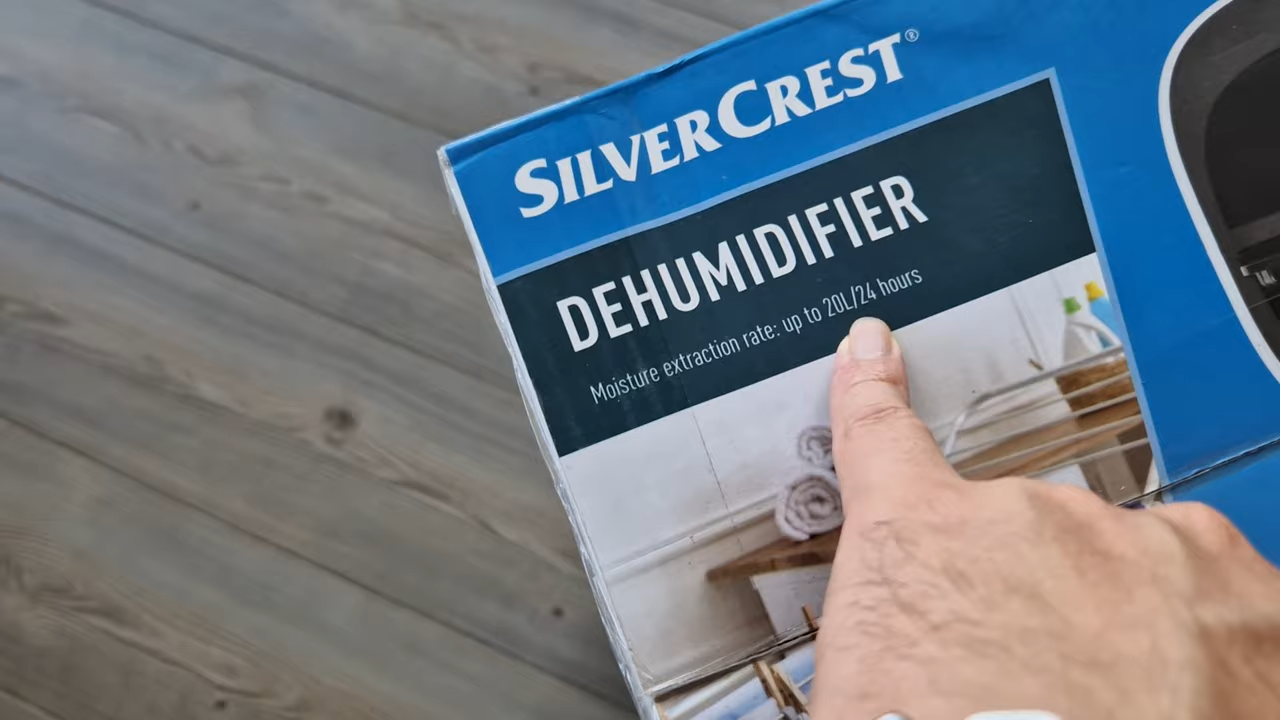 SILVERCREST®
DEHUMIDIFIER
Moisture extraction rate: up to 20L/24 hours